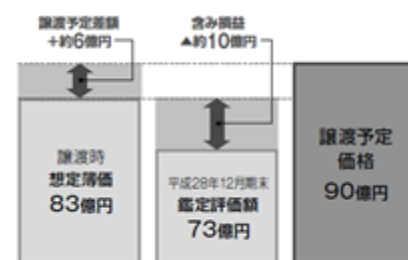 譲渡予定差額
+約6億円
含み損益
▲約10億円
譲渡時
想定簿価
83億円
平成28年12月期末
鑑定評価額
73億円
譲渡予定
価格
90億円